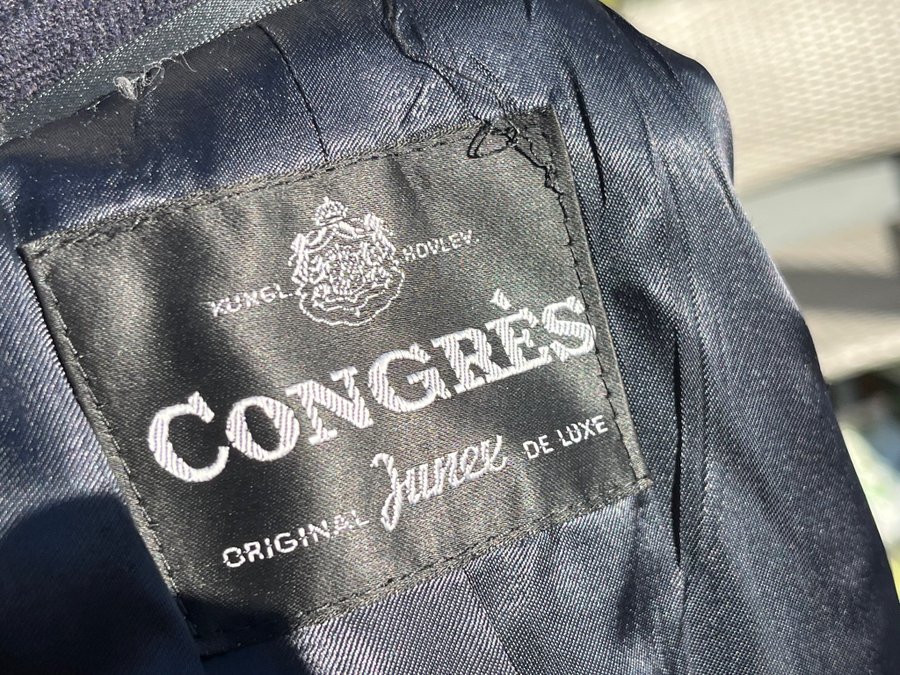 KUNGL. HOVLEV.
CONGRÈS
ORIGINAL Junex DE LUXE